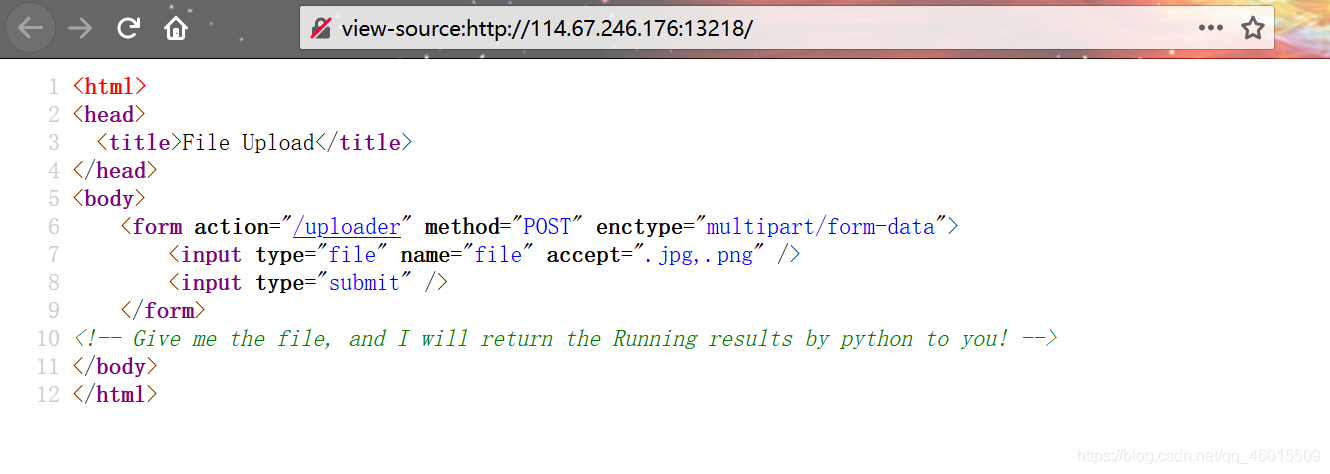 view-source:http://114.67.246.176:13218/
1 <html>
2 <head>
3   <title>File Upload</title>
4 </head>
5 <body>
6     <form action="/uploader" method="POST" enctype="multipart/form-data">
7         <input type="file" name="file" accept=".jpg,.png" />
8         <input type="submit" />
9     </form>
10 <!-- Give me the file, and I will return the Running results by python to you! -->
11 </body>
12 </html>
https://blog.csdn.net/qq_46015509